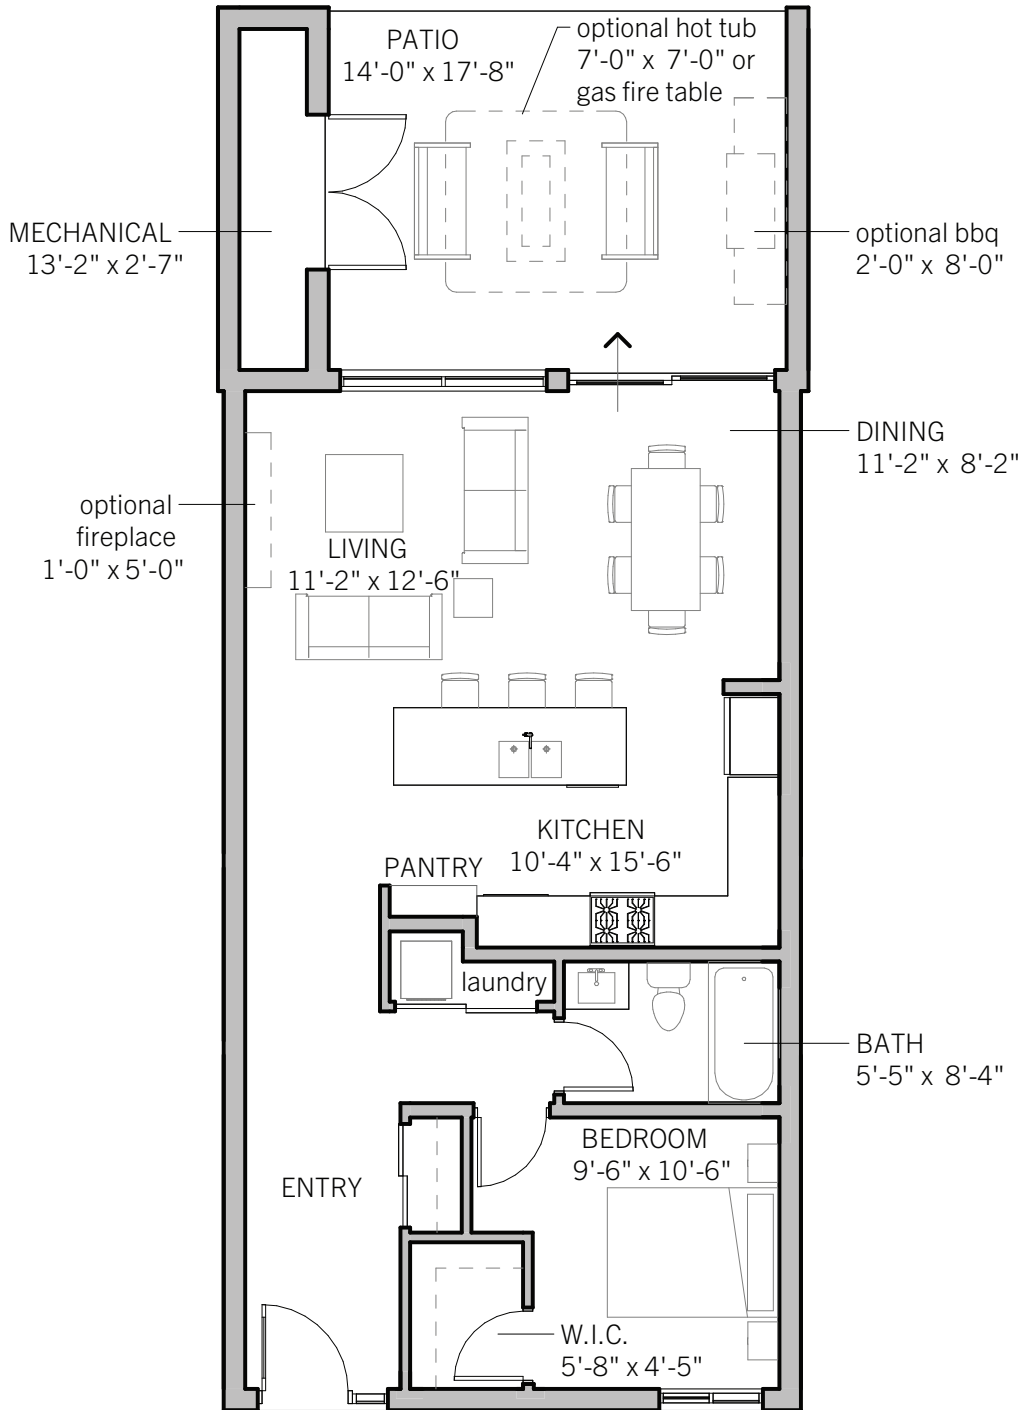 PATIO
14'-0" x 17'-8"
optional hot tub
7'-0" x 7'-0" or
gas fire table
MECHANICAL
13'-2" x 2'-7"
optional bbq
2'-0" x 8'-0"
DINING
11'-2" x 8'-2"
optional
fireplace
1'-0" x 5'-0"
LIVING
11'-2" x 12'-6"
KITCHEN
10'-4" x 15'-6"
PANTRY
laundry
BATH
5'-5" x 8'-4"
BEDROOM
9'-6" x 10'-6"
ENTRY
W.I.C.
5'-8" x 4'-5"